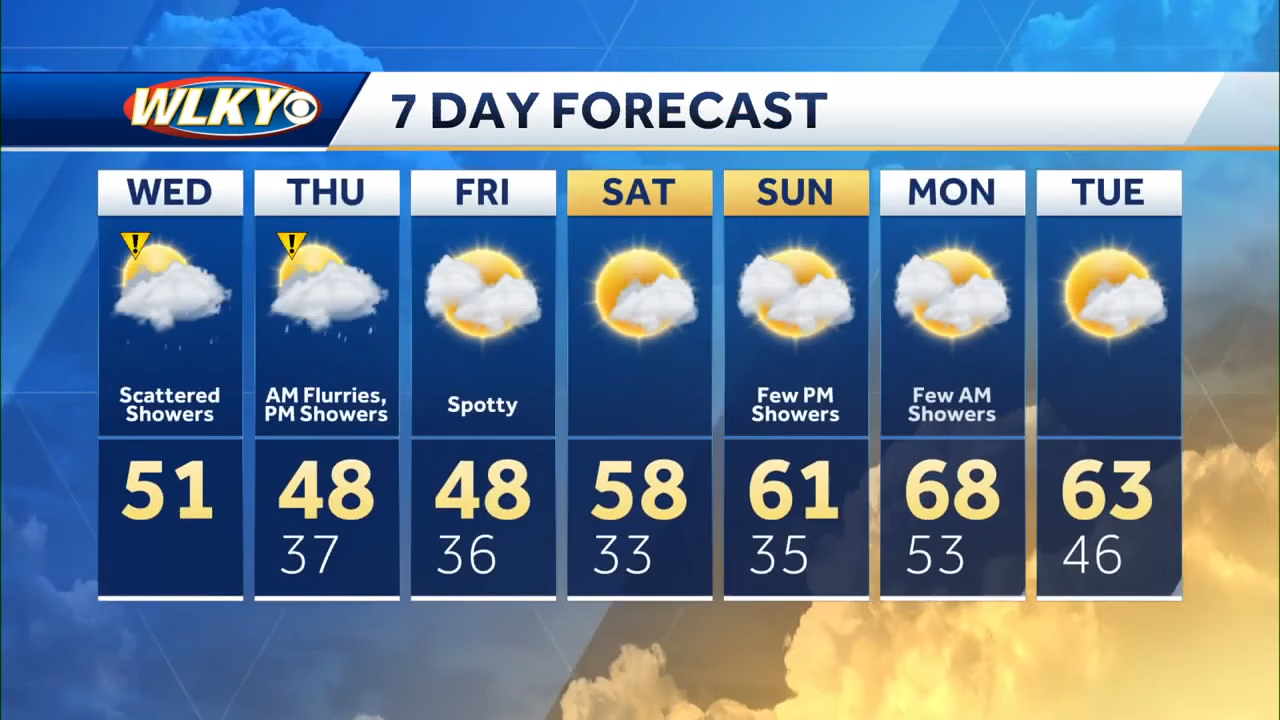 WLKY
7 DAY FORECAST
WED
THU
FRI
SAT
SUN
MON
TUE
!
!
Scattered
Showers
AM Flurries,
PM Showers
Spotty
Few PM
Showers
Few AM
Showers
51
48
48
58
61
68
63
37
36
33
35
53
46